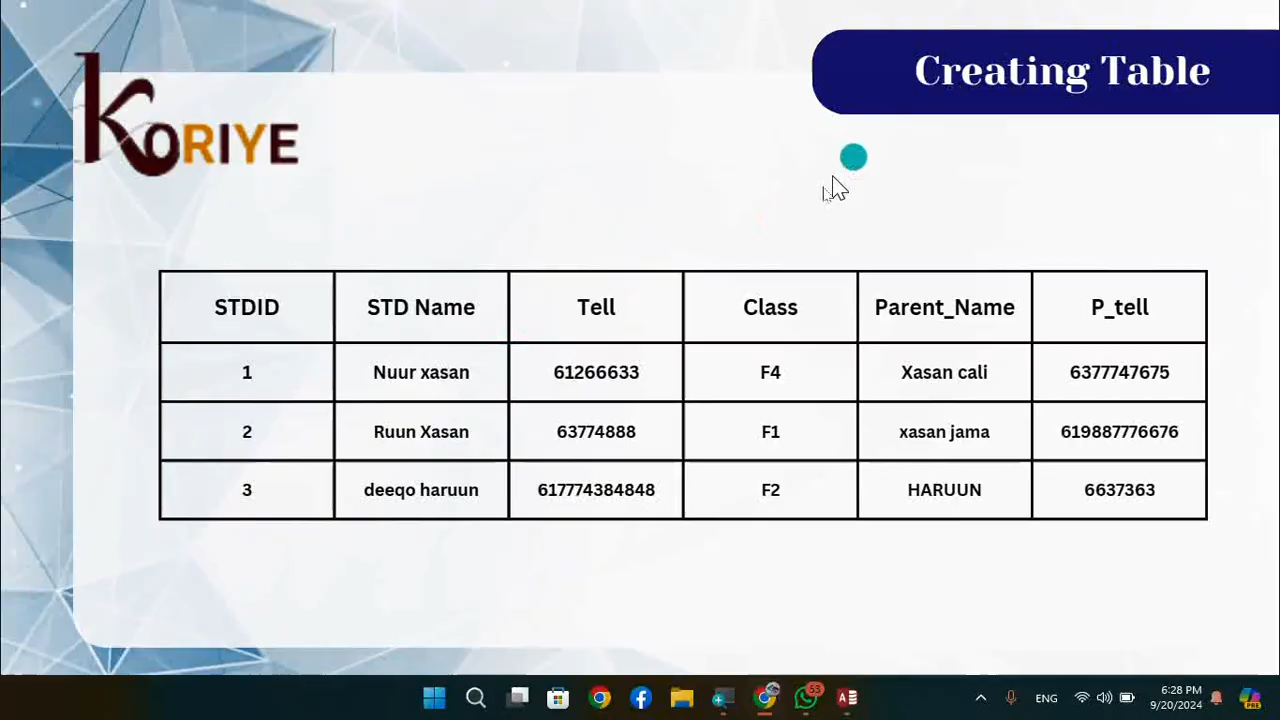 Creating Table
KORIYE
STDID STD Name Tell Class Parent_Name P_tell
1 Nuur xasan 61266633 F4 Xasan cali 6377747675
2 Ruun Xasan 63774888 F1 xasan jama 619887776676
3 deeqo haruun 617774384848 F2 HARUUN 6637363
53
ENG
6:28 PM
9/20/2024
PRE